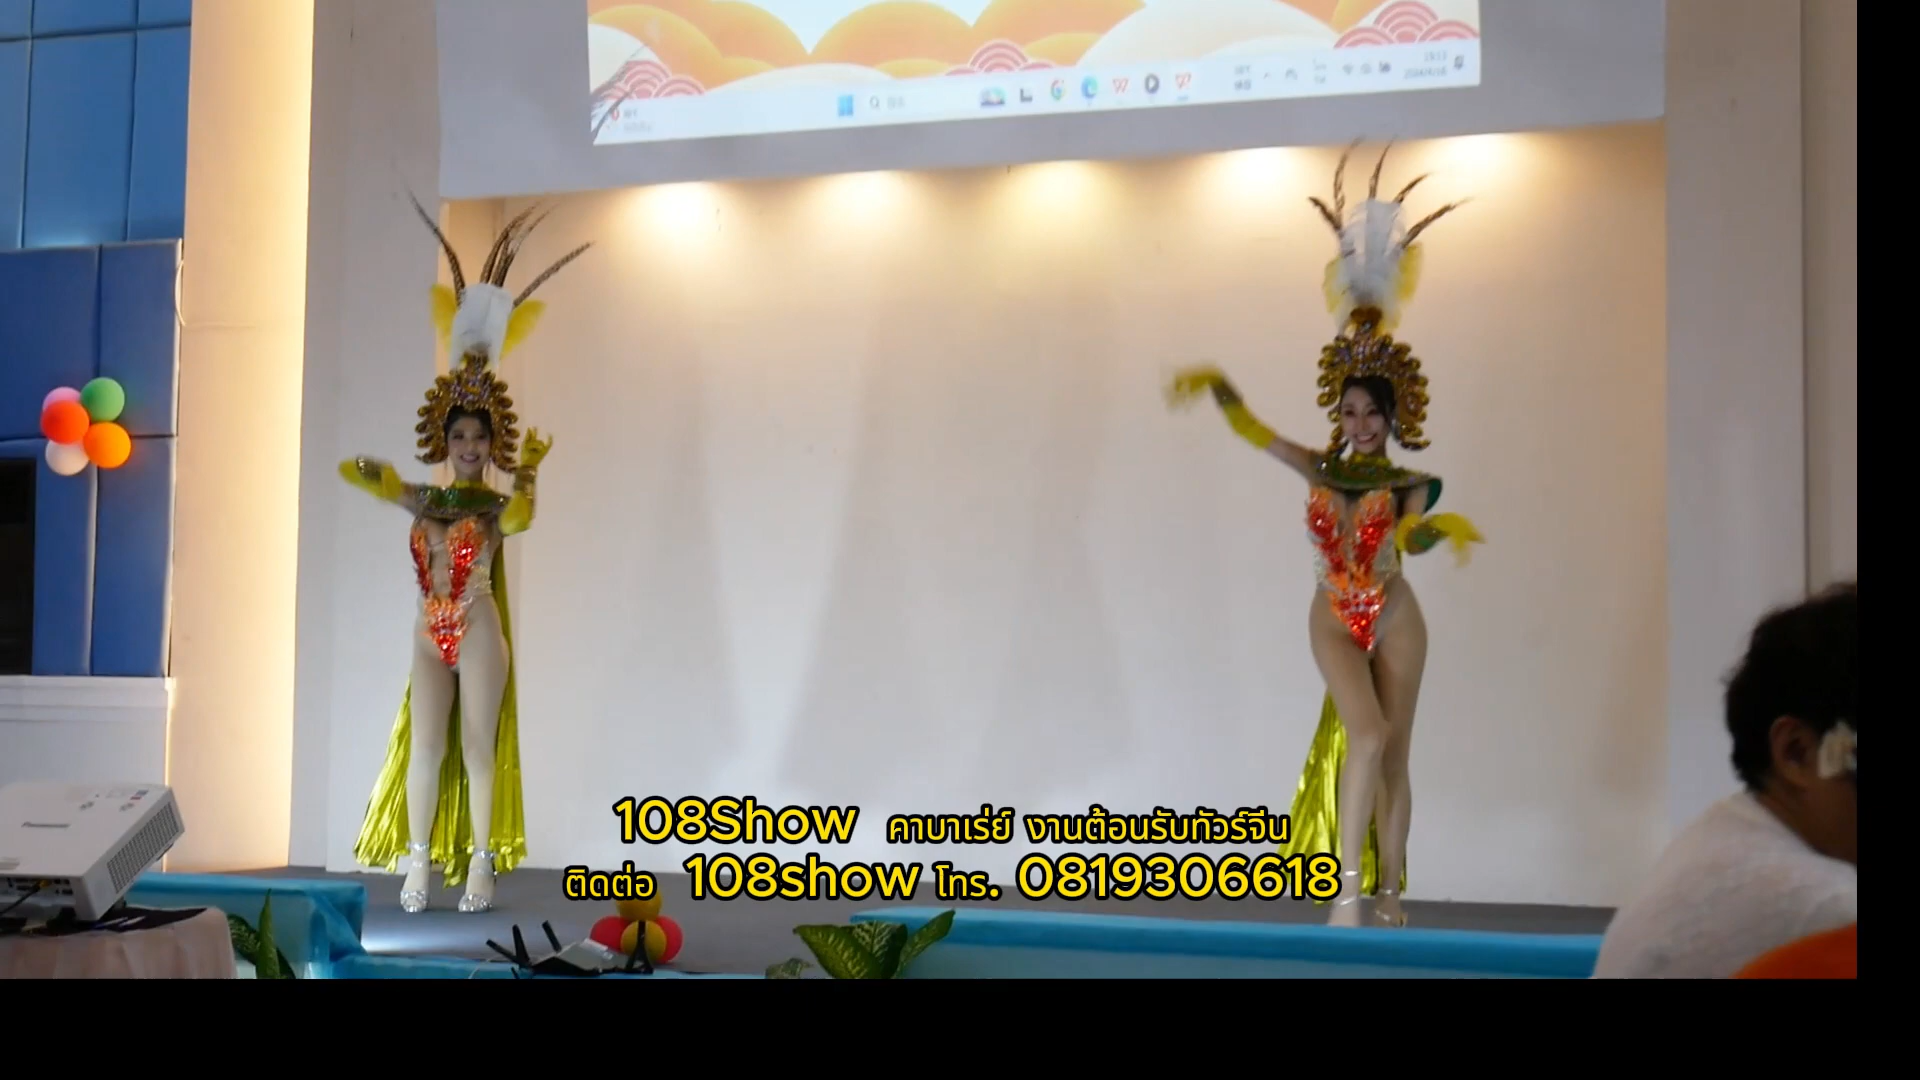 108Show คาบาเร่ย์ งานต้อนรับทัวร์จีน
ติดต่อ 108show โทร. 0819306618